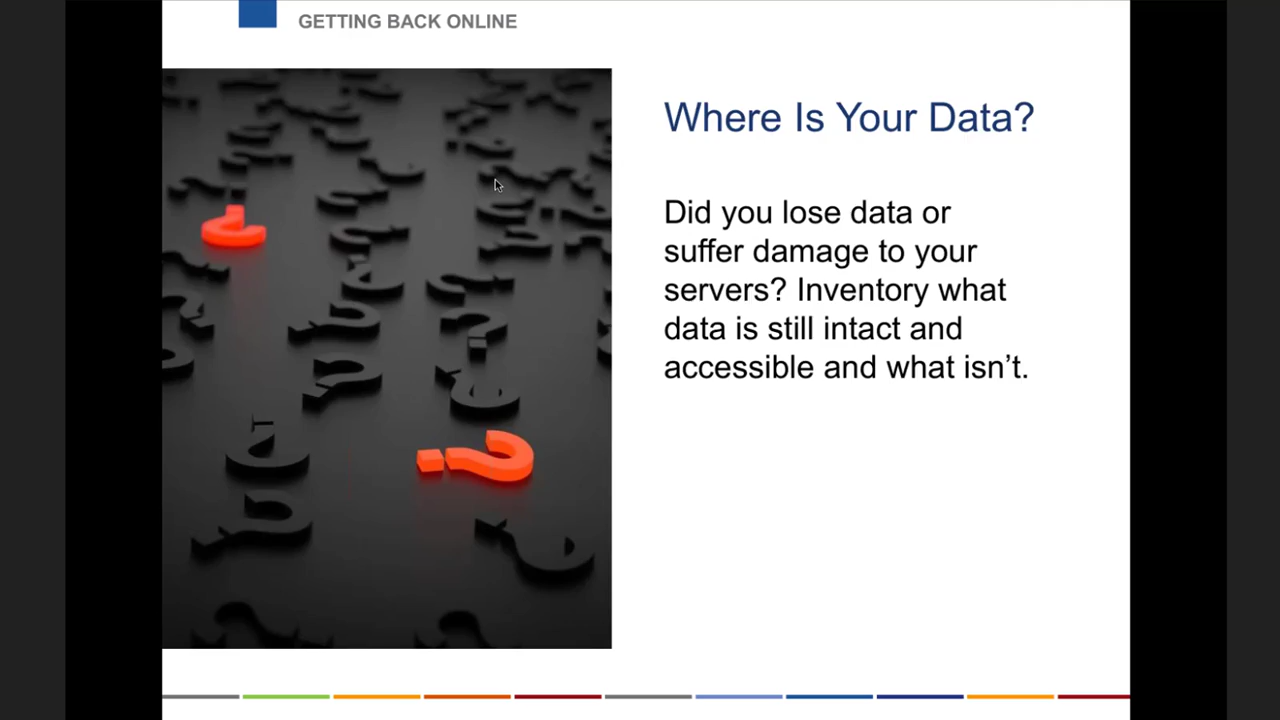 GETTING BACK ONLINE
Where Is Your Data?
Did you lose data or
suffer damage to your
servers? Inventory what
data is still intact and
accessible and what isn’t.